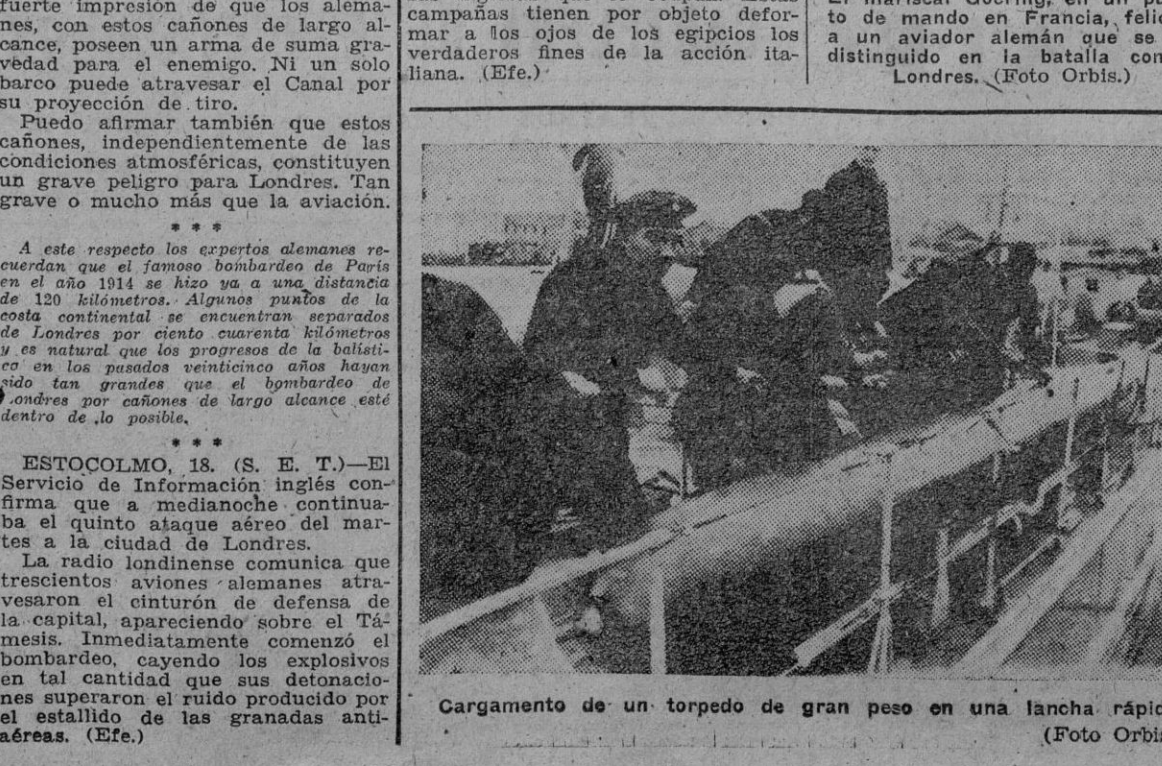 fuerte impresión de que los alema-
nes, con estos cañones de largo al-
cance, poseen un arma de suma gra-
vedad para el enemigo. Ni un solo
barco puede atravesar el Canal por
su proyección de tiro.
Puedo afirmar también que estos
cañones, independientemente de las
condiciones atmosféricas, constituyen
un grave peligro para Londres. Tan
grave o mucho más que la aviación.
* * *
A este respecto los expertos alemanes re-
cuerdan que el famoso bombardeo de París
en el año 1914 se hizo ya a una distancia
de 120 kilómetros. Algunos puntos de la
costa continental se encuentran separados
de Londres por ciento cuarenta kilómetros
y es natural que los progresos de la balísti-
ca en los pasados veinticinco años hayan
sido tan grandes que el bombardeo de
Londres por cañones de largo alcance esté
dentro de lo posible.
* * *
ESTOCOLMO, 18. (S. E. T.)—El
Servicio de Información inglés con-
firma que a medianoche continua-
ba el quinto ataque aéreo del mar-
tes a la ciudad de Londres.
La radio londinense comunica que
trescientos aviones alemanes atra-
vesaron el cinturón de defensa de
la capital, apareciendo sobre el Tá-
mesis. Inmediatamente comenzó el
bombardeo, cayendo los explosivos
en tal cantidad que sus detonacio-
nes superaron el ruido producido por
el estallido de las granadas anti-
aéreas. (Efe.)
campañas tienen por objeto defor-
mar a los ojos de los egipcios los
verdaderos fines de la acción ita-
liana. (Efe.)
El mariscal Goering, en un pu
to de mando en Francia, felic
a un aviador alemán que se
distinguido en la batalla con
Londres. (Foto Orbis.)
Cargamento de un torpedo de gran peso en una lancha rápid
(Foto Orbis